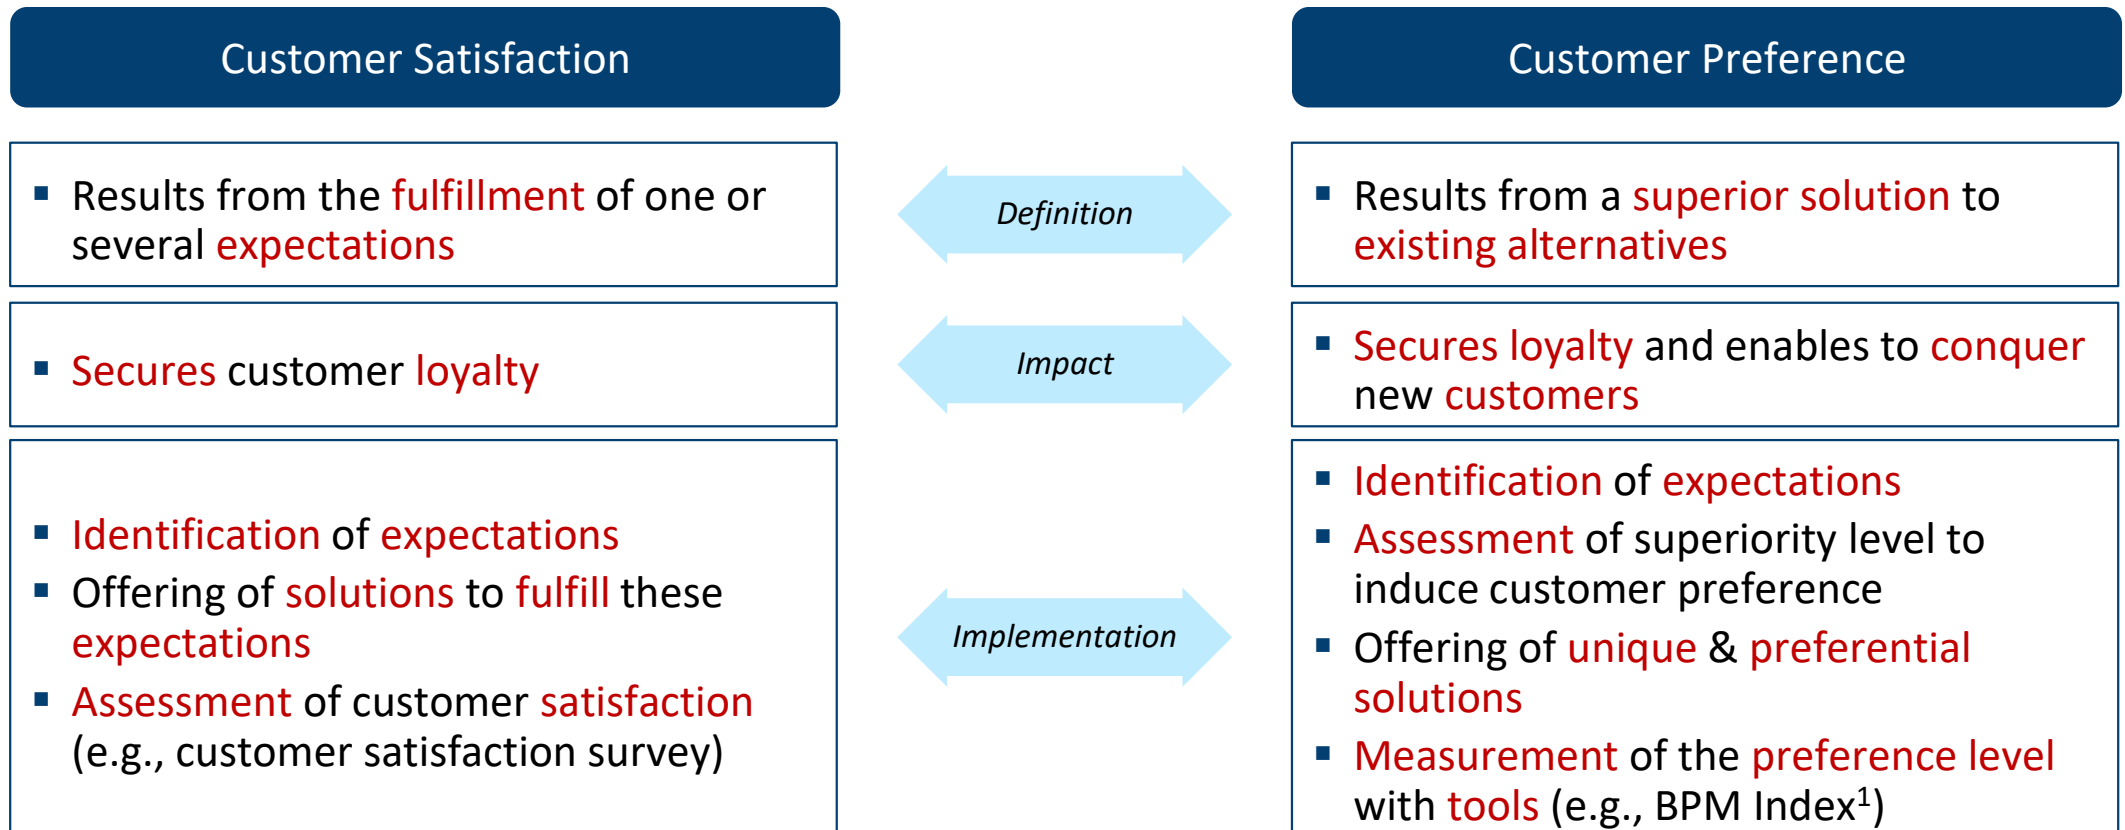 Customer Satisfaction
Customer Preference
▪ Results from the fulfillment of one or
several expectations
Definition
▪ Results from a superior solution to
existing alternatives
▪ Secures customer loyalty
Impact
▪ Secures loyalty and enables to conquer
new customers
▪ Identification of expectations
▪ Offering of solutions to fulfill these
expectations
▪ Assessment of customer satisfaction
(e.g., customer satisfaction survey)
Implementation
▪ Identification of expectations
▪ Assessment of superiority level to
induce customer preference
▪ Offering of unique & preferential
solutions
▪ Measurement of the preference level
with tools (e.g., BPM Index¹)